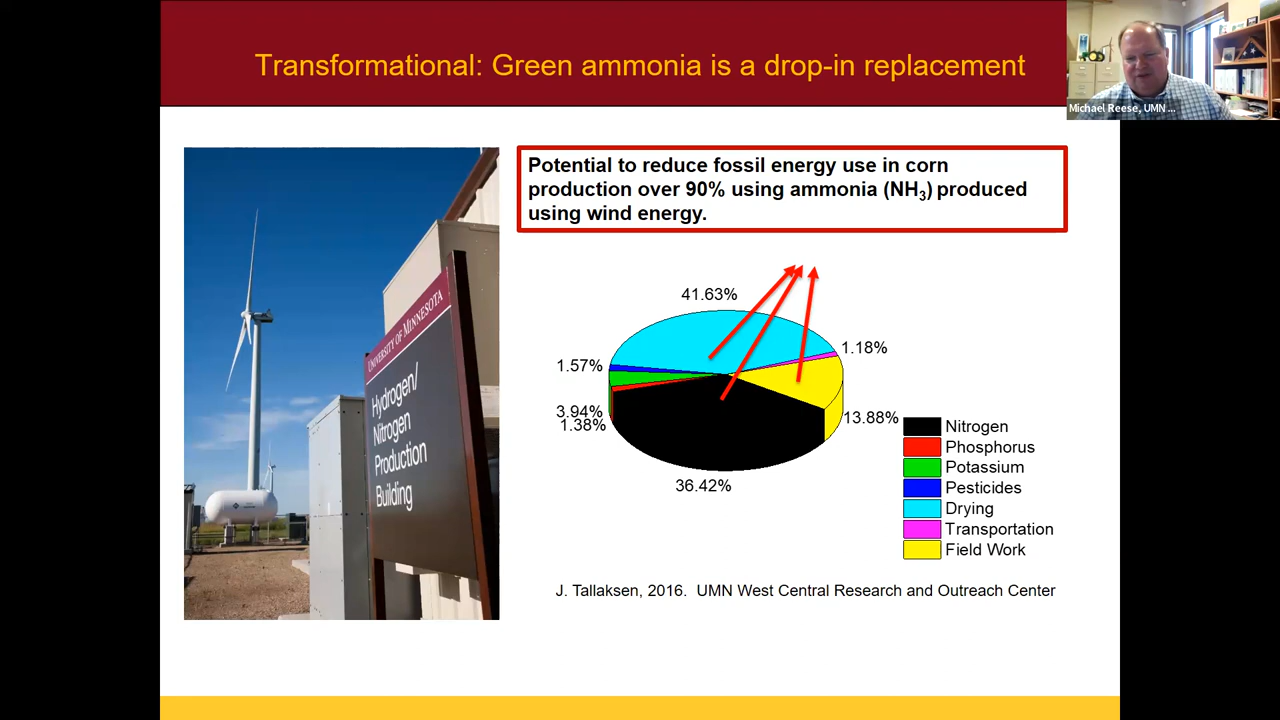 Transformational: Green ammonia is a drop-in replacement
Michael Reese, UMN ...
Potential to reduce fossil energy use in corn
production over 90% using ammonia (NH₃) produced
using wind energy.
UNIVERSITY OF MINNESOTA
Hydrogen/
Nitrogen
Production
Building
41.63%
1.18%
1.57%
3.94%
1.38%
13.88%
36.42%
Nitrogen
Phosphorus
Potassium
Pesticides
Drying
Transportation
Field Work
J. Tallaksen, 2016. UMN West Central Research and Outreach Center